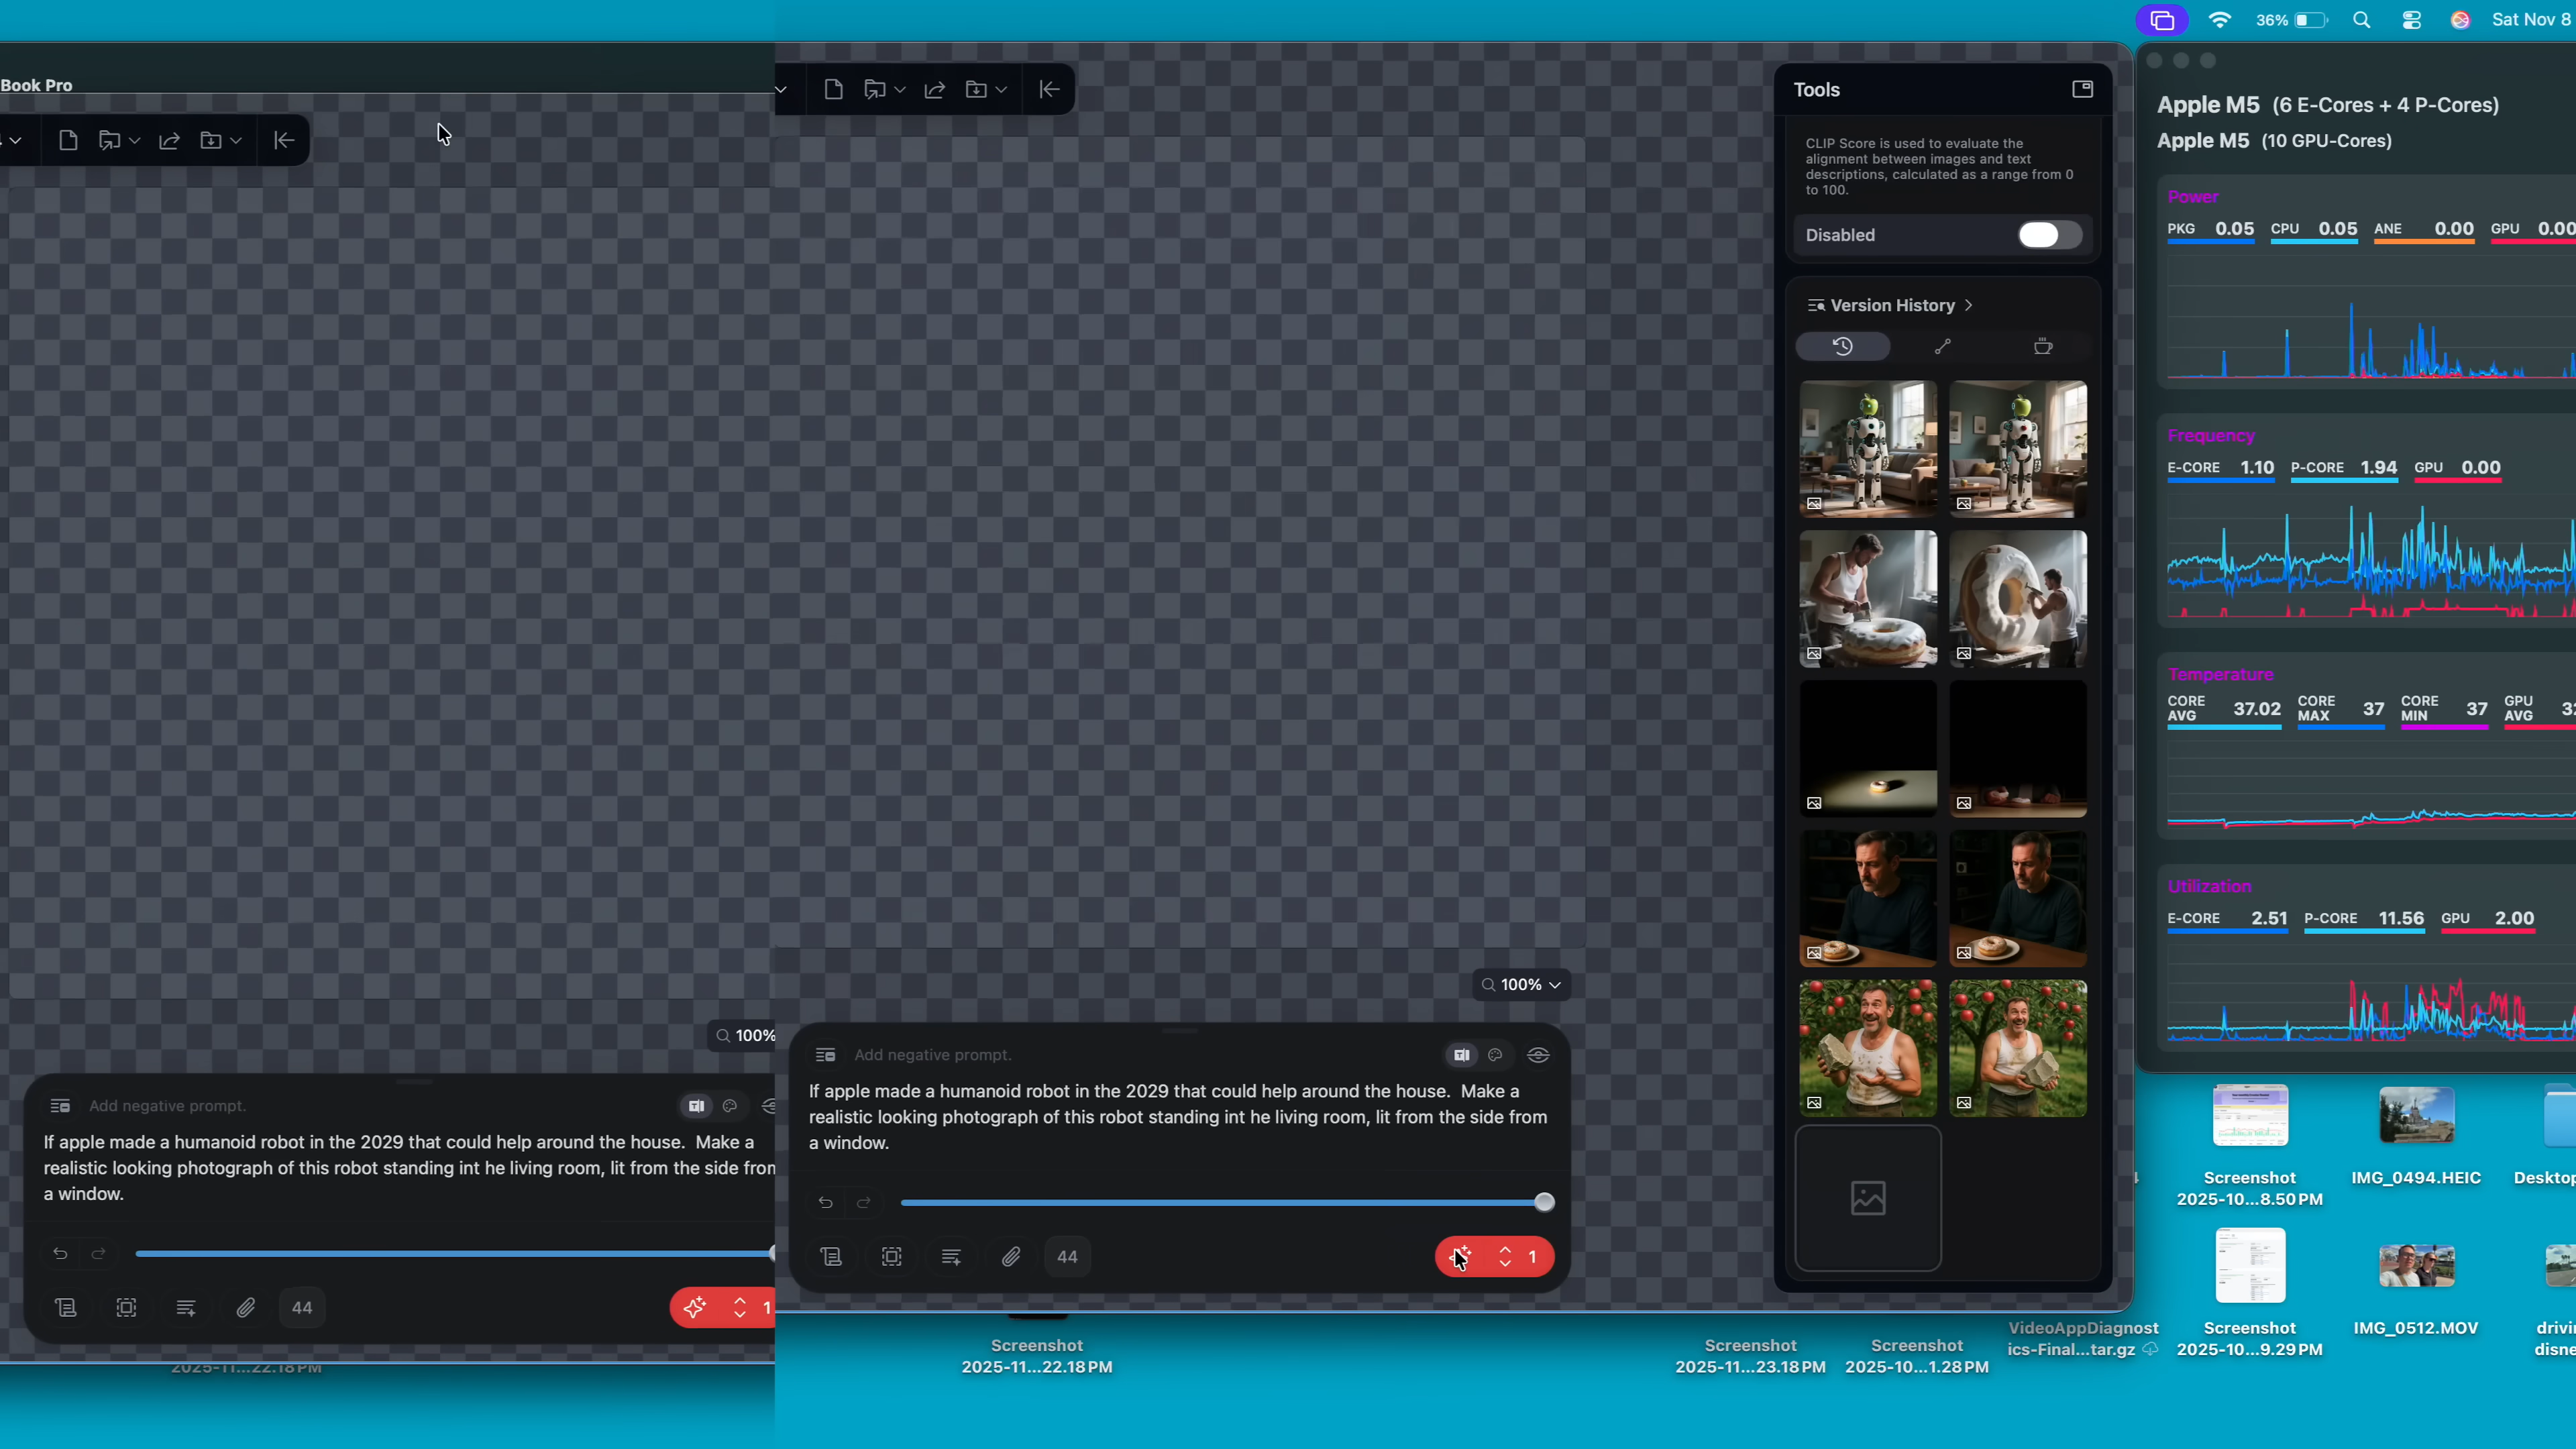 36%
Sat Nov 8
Book Pro
100%
Add negative prompt.
If apple made a humanoid robot in the 2029 that could help around the house.  Make a
realistic looking photograph of this robot standing int he living room, lit from the side from
a window.
44
1
2025-11...22.18 PM
100%
Add negative prompt.
If apple made a humanoid robot in the 2029 that could help around the house.  Make a
realistic looking photograph of this robot standing int he living room, lit from the side from
a window.
44
1
Tools
CLIP Score is used to evaluate the
alignment between images and text
descriptions, calculated as a range from 0
to 100.
Disabled
Version History
Apple M5 (6 E-Cores + 4 P-Cores)
Apple M5 (10 GPU-Cores)
Power
PKG 0.05 CPU 0.05 ANE 0.00 GPU 0.00
Frequency
E-CORE 1.10 P-CORE 1.94 GPU 0.00
Temperature
CORE AVG 37.02 CORE MAX 37 CORE MIN 37 GPU AVG
Utilization
E-CORE 2.51 P-CORE 11.56 GPU 2.00
Screenshot
2025-10...8.50 PM
IMG_0494.HEIC
Desktop
Screenshot
2025-10...9.29 PM
IMG_0512.MOV
drivin
disne
Screenshot
2025-11...22.18 PM
Screenshot
2025-11...23.18 PM
Screenshot
2025-10...1.28 PM
VideoAppDiagnost
ics-Final...tar.gz